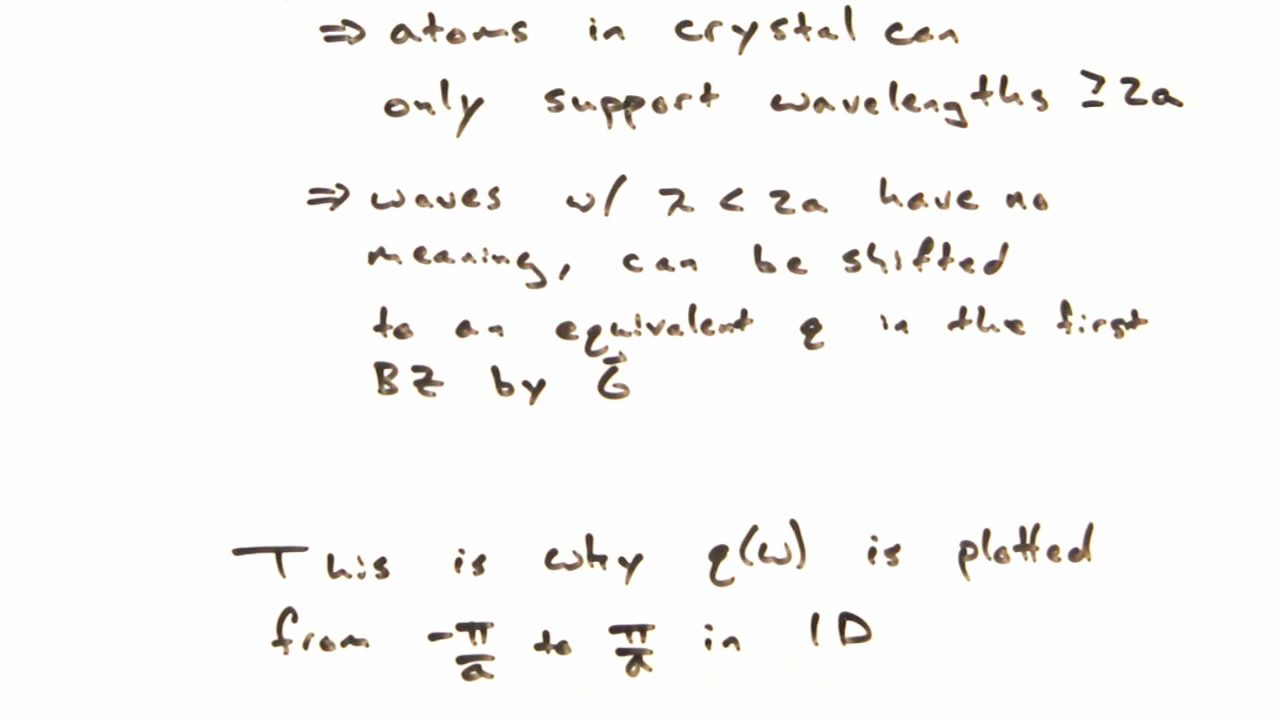 ⇒ atoms in crystal can
only support wavelengths ≥ 2a
⇒ waves w/ λ < 2a have no
meaning, can be shifted
to an equivalent q in the first
BZ by G⃗
This is why q(ω) is plotted
from -π/a to π/a in 1D